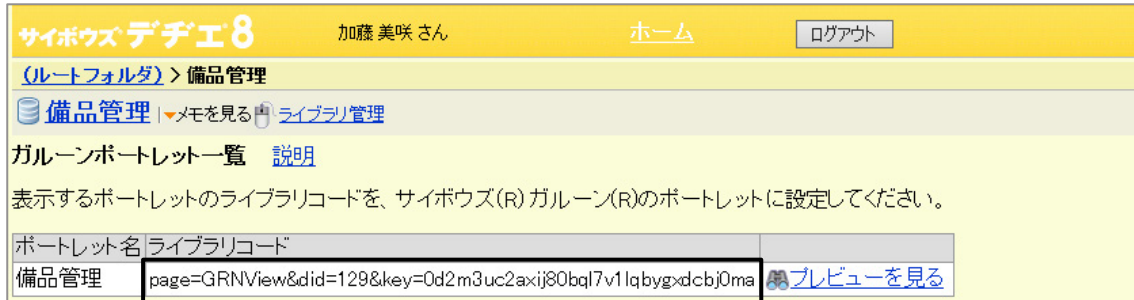 サイボウズ デヂエ8 加藤 美咲 さん ホーム ログアウト
(ルートフォルダ) > 備品管理
備品管理 | メモを見る ライブラリ管理
ガルーンポートレット一覧 説明
表示するポートレットのライブラリコードを、サイボウズ(R) ガルーン(R)のポートレットに設定してください。
ポートレット名 ライブラリコード
備品管理 page=GRNView&did=129&key=0d2m3uc2axij80bql7v1lqbygxdcbj0ma プレビューを見る